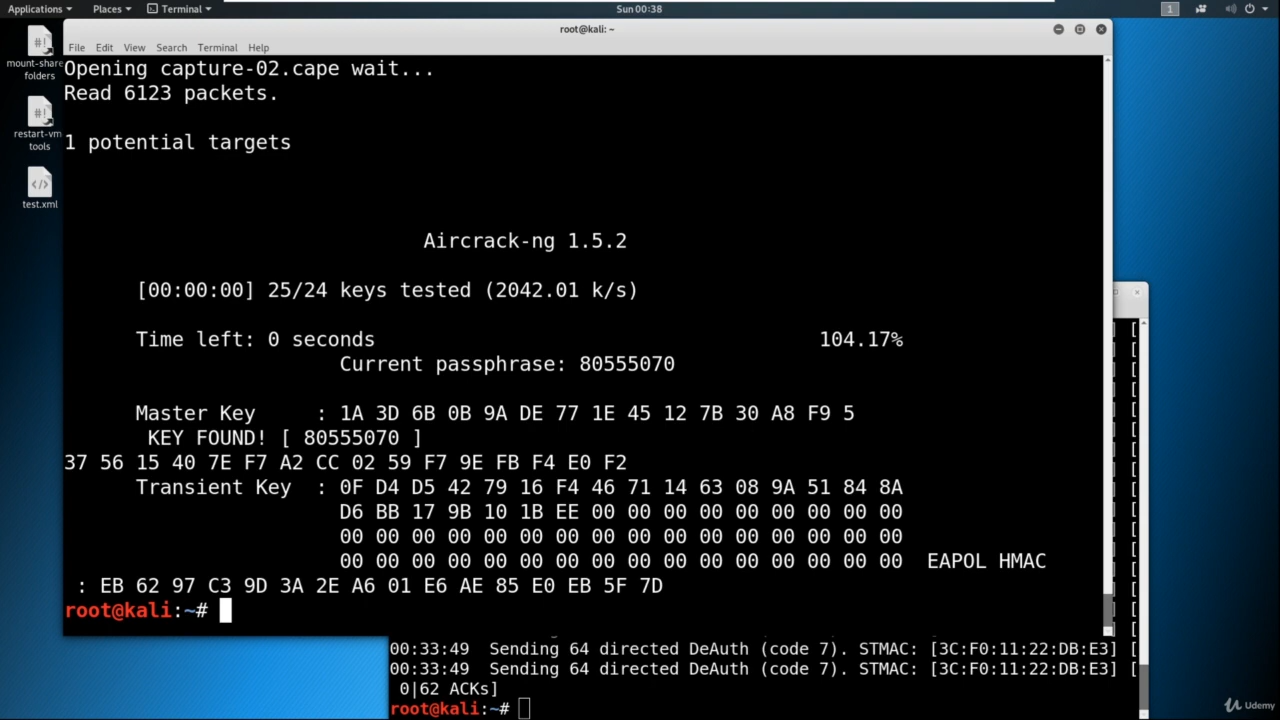 Applications Places Terminal Sun 00:38 1
root@kali: ~
File Edit View Search Terminal Help
mount-share
folders
restart-vm
tools
test.xml
Opening capture-02.cape wait...
Read 6123 packets.
1 potential targets
Aircrack-ng 1.5.2
[00:00:00] 25/24 keys tested (2042.01 k/s)
Time left: 0 seconds 104.17%
Current passphrase: 80555070
Master Key : 1A 3D 6B 0B 9A DE 77 1E 45 12 7B 30 A8 F9 5
KEY FOUND! [ 80555070 ]
37 56 15 40 7E F7 A2 CC 02 59 F7 9E FB F4 E0 F2
Transient Key : 0F D4 D5 42 79 16 F4 46 71 14 63 08 9A 51 84 8A
D6 BB 17 9B 10 1B EE 00 00 00 00 00 00 00 00 00
00 00 00 00 00 00 00 00 00 00 00 00 00 00 00 00
00 00 00 00 00 00 00 00 00 00 00 00 00 00 00 00 EAPOL HMAC
: EB 62 97 C3 9D 3A 2E A6 01 E6 AE 85 E0 EB 5F 7D
root@kali:~#
00:33:49 Sending 64 directed DeAuth (code 7). STMAC: [3C:F0:11:22:DB:E3] [
00:33:49 Sending 64 directed DeAuth (code 7). STMAC: [3C:F0:11:22:DB:E3] [
0|62 ACKs]
root@kali:~#
Udemy